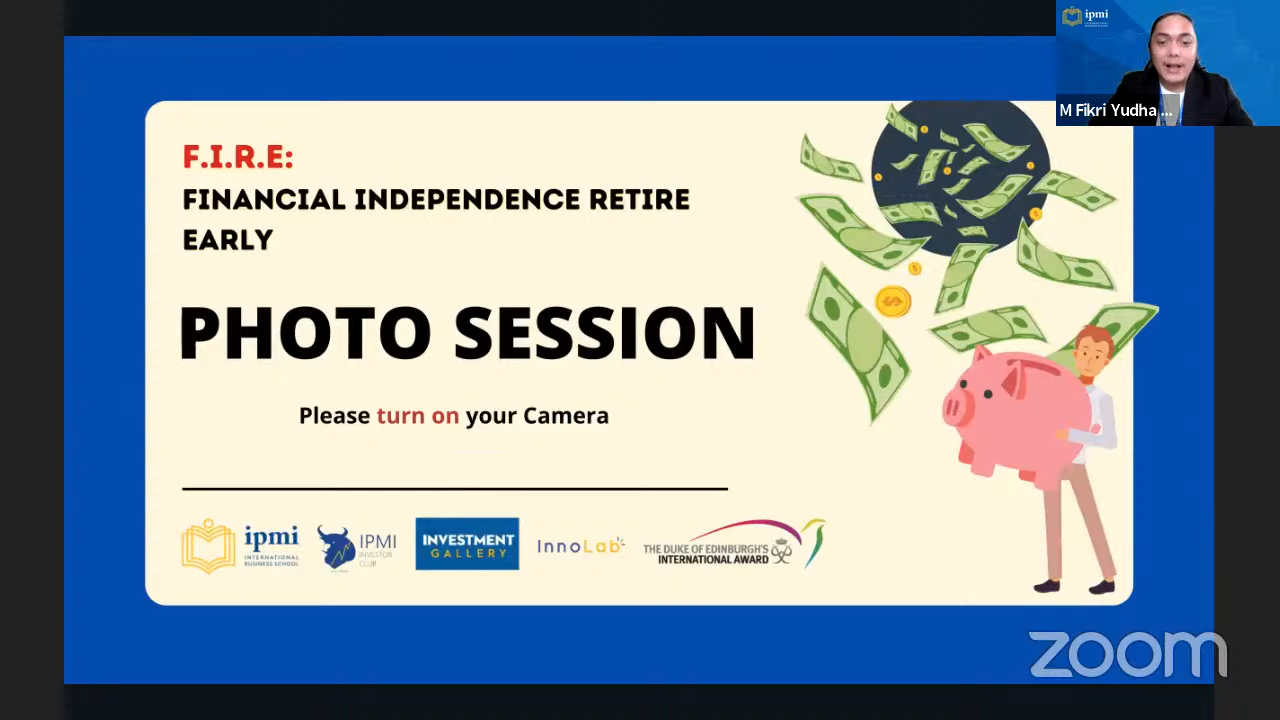 ipmi
M Fikri Yudha ...
F.I.R.E:
FINANCIAL INDEPENDENCE RETIRE
EARLY
PHOTO SESSION
Please turn on your Camera
ipmi
INTERNATIONAL
BUSINESS SCHOOL
IPMI
INVESTOR
CLUB
INVESTMENT
GALLERY
InnoLab
THE DUKE OF EDINBURGH'S
INTERNATIONAL AWARD
zoom